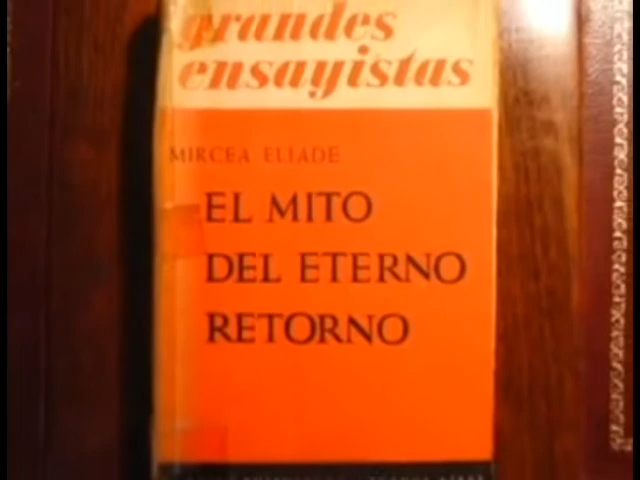 grandes
ensayistas
MIRCEA ELIADE
EL MITO
DEL ETERNO
RETORNO